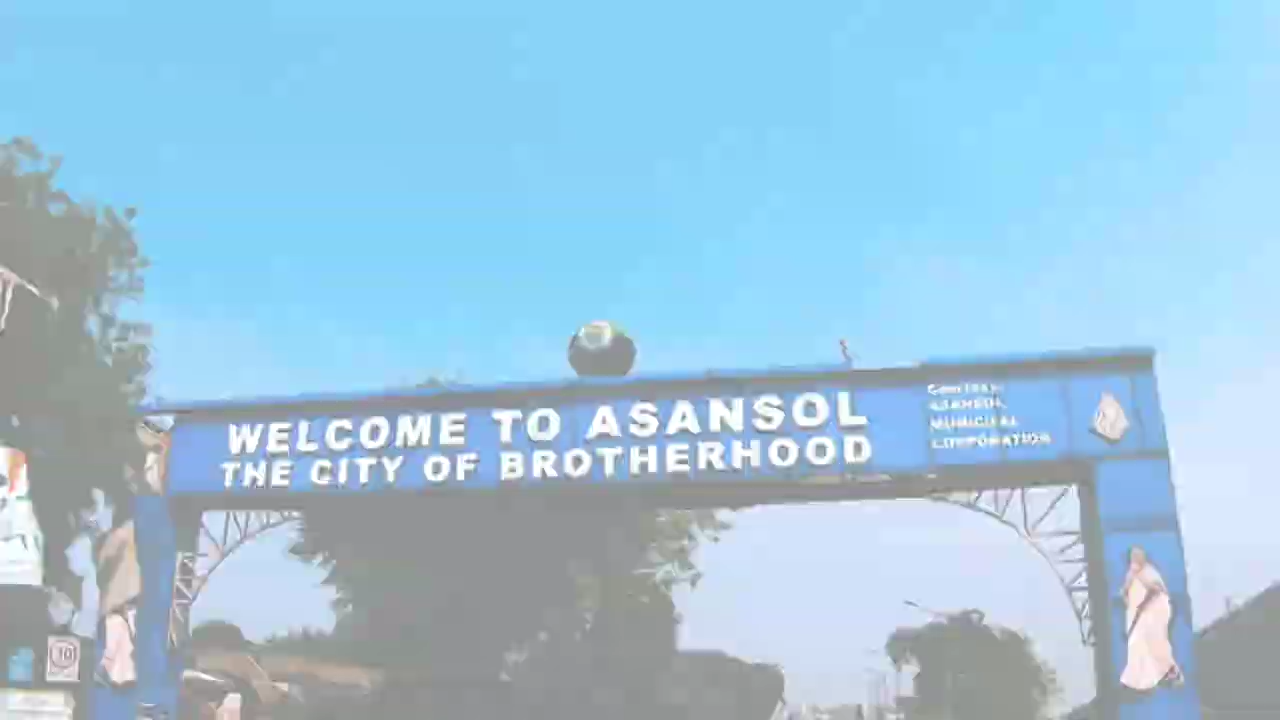 WELCOME TO ASANSOL
THE CITY OF BROTHERHOOD
ASANSOL
MUNICIPAL
CORPORATION